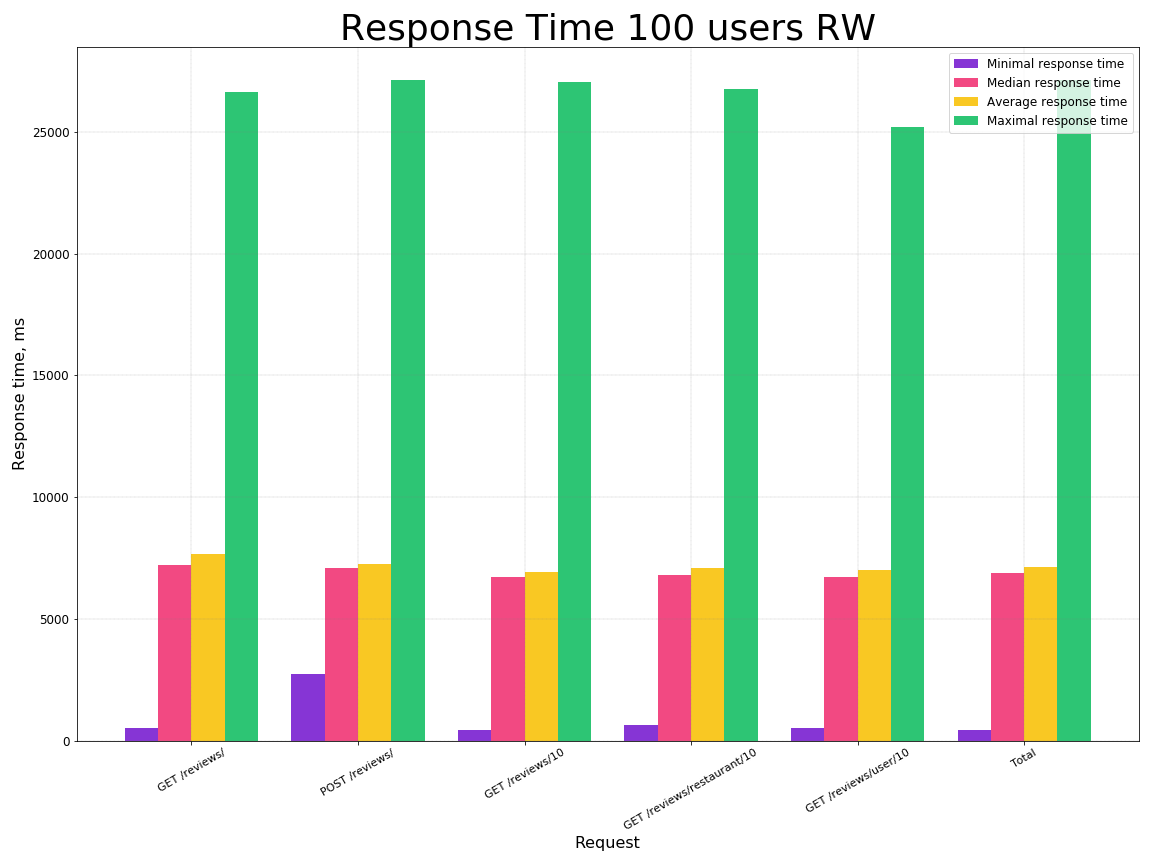 Response Time 100 users RW
Minimal response time
Median response time
Average response time
Maximal response time
Response time, ms
25000
20000
15000
10000
5000
0
GET /reviews/
POST /reviews/
GET /reviews/10
GET /reviews/restaurant/10
GET /reviews/user/10
Total
Request